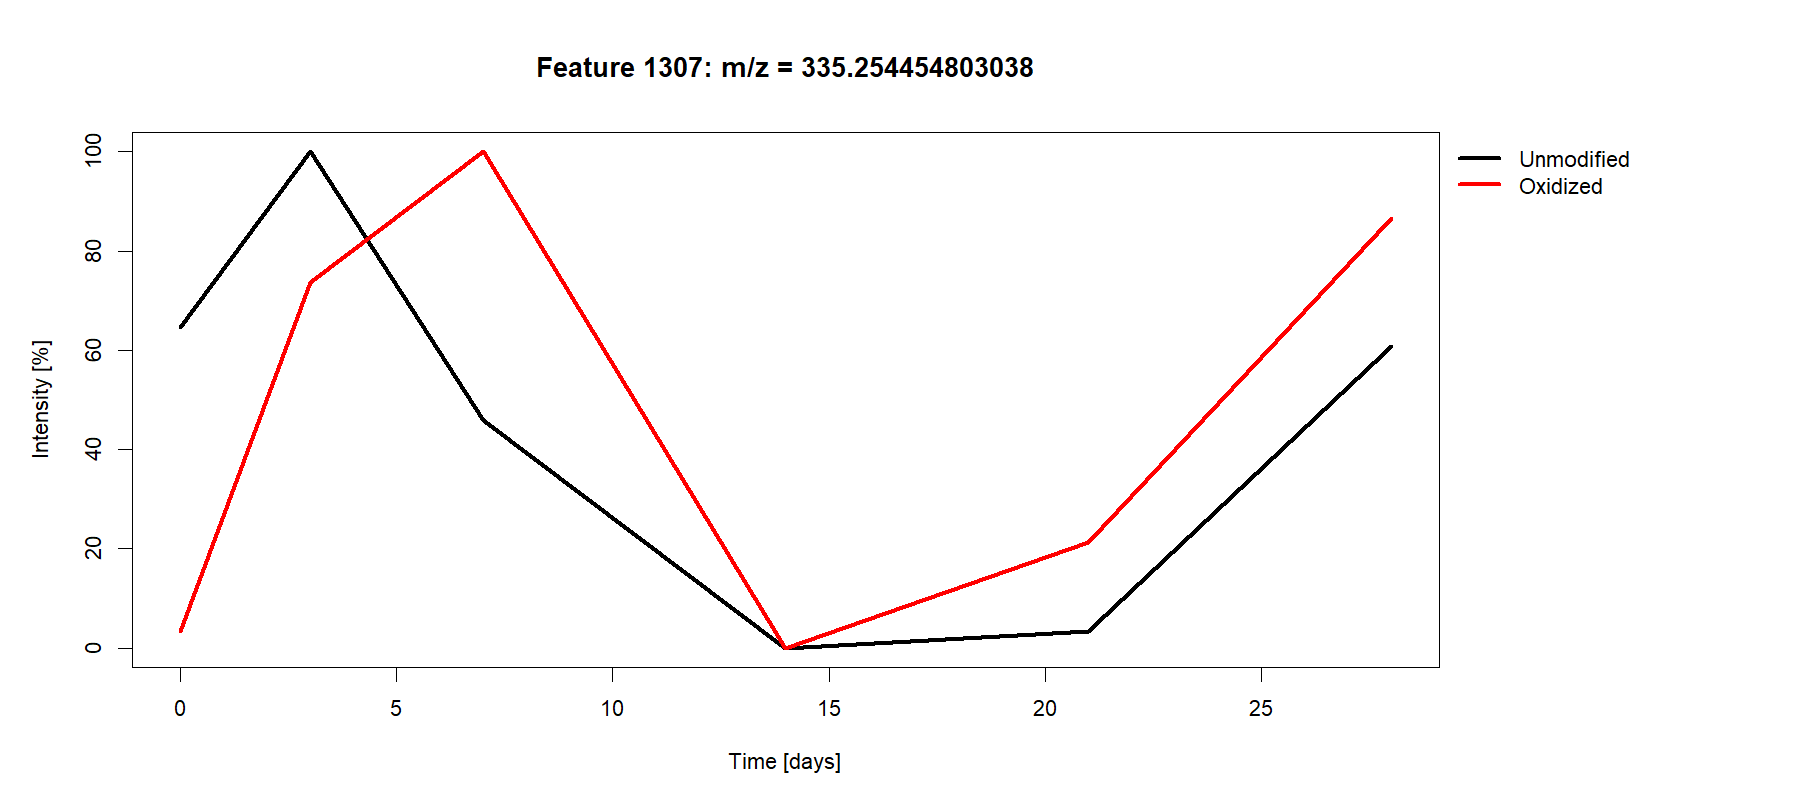 Feature 1307: m/z = 335.254454803038
Unmodified
Oxidized
Intensity [%]
100
80
60
40
20
0
0 5 10 15 20 25
Time [days]